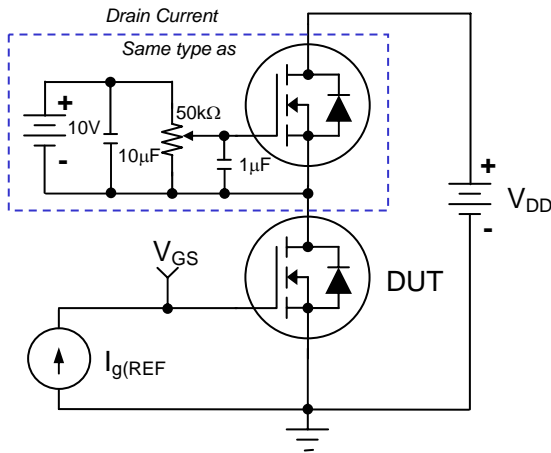 Drain Current
Same type as
+
10V
-
10μF
50kΩ
1μF
+
V_DD
-
V_GS
DUT
I_g(REF